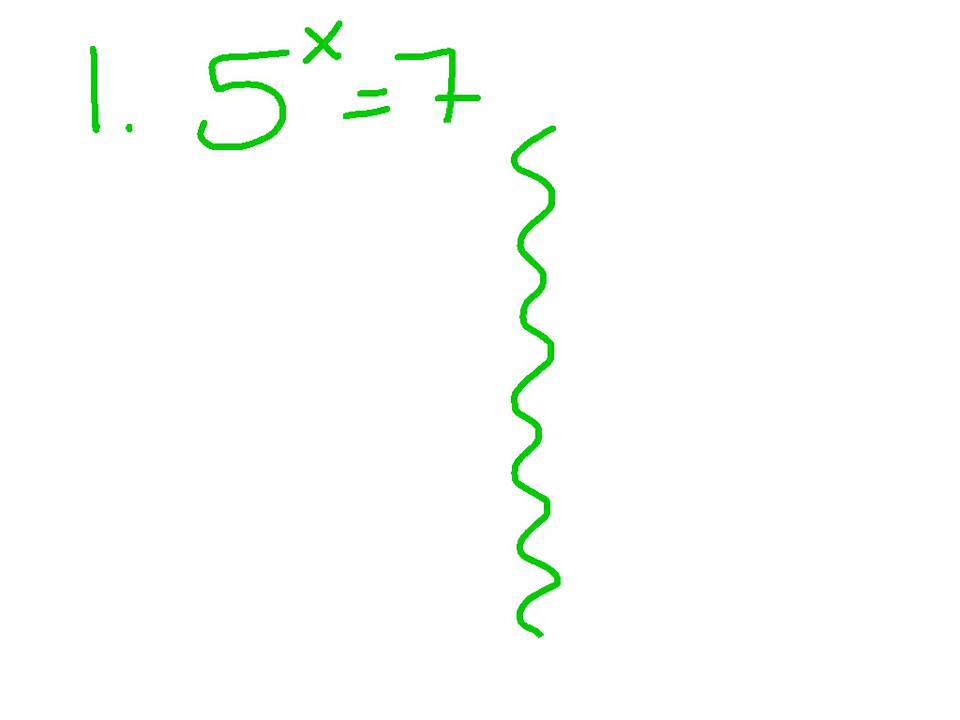 1. 5^x = 7